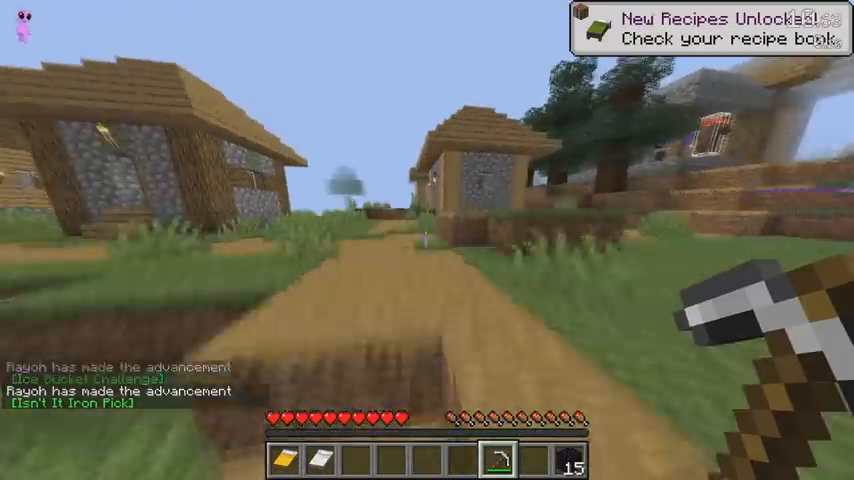 New Recipes Unlocked!
Check your recipe book
Rayoh has made the advancement
[Ice Bucket Challenge]
Rayoh has made the advancement
[Isn't It Iron Pick]
15